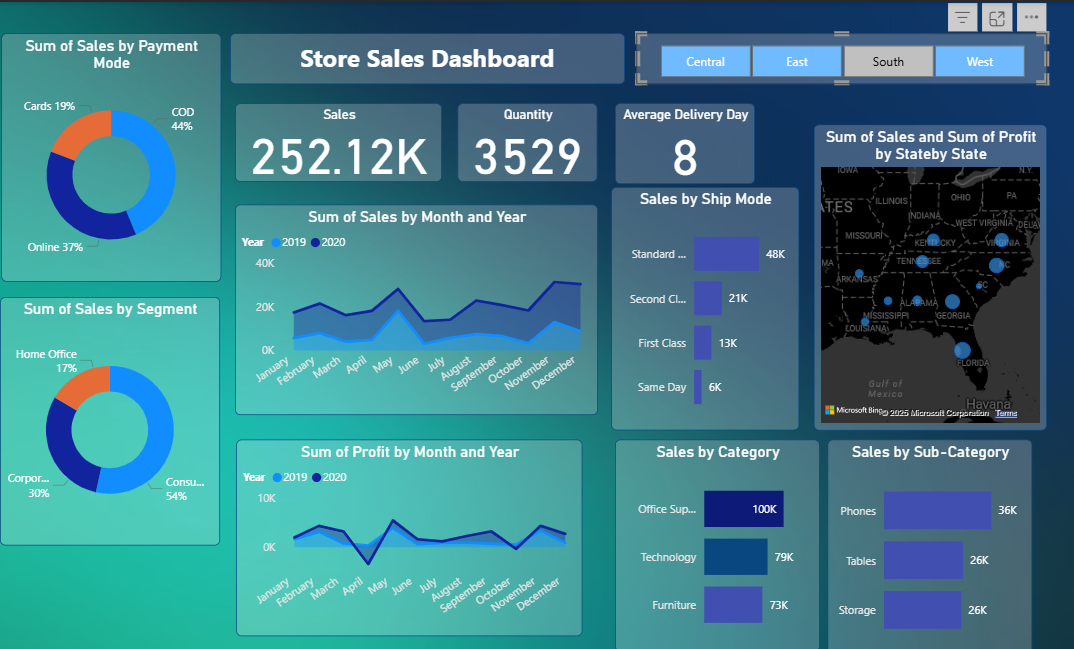 Sum of Sales by Payment
Mode
Cards 19%
COD
44%
Online 37%
Sum of Sales by Segment
Home Office
17%
Corpor...
30%
Consu...
54%
Store Sales Dashboard
Central
East
South
West
Sales
252.12K
Quantity
3529
Average Delivery Day
8
Sum of Sales by Month and Year
Year 2019 2020
40K
20K
0K
January
February
March
April
May
June
July
August
September
October
November
December
Sum of Profit by Month and Year
Year 2019 2020
10K
0K
January
February
March
April
May
June
July
August
September
October
November
December
Sales by Ship Mode
Standard ... 48K
Second Cl... 21K
First Class 13K
Same Day 6K
Sum of Sales and Sum of Profit
by Stateby State
IOWA
N.Y.
ATES
ILLINOIS
OHIO
PA
INDIANA
WEST VIRGINIA
DELA
MISSOURI
KENTUCKY
VIRGINIA
MA
TENNESSEE
NC
ARKANSAS
SC
ALABAMA
MISSISSIPPI
GEORGIA
LOUISIANA
FLORIDA
Gulf of
Mexico
Havana
Microsoft Bing
© 2025 Microsoft Corporation Terms
Sales by Category
Office Sup... 100K
Technology 79K
Furniture 73K
Sales by Sub-Category
Phones 36K
Tables 26K
Storage 26K